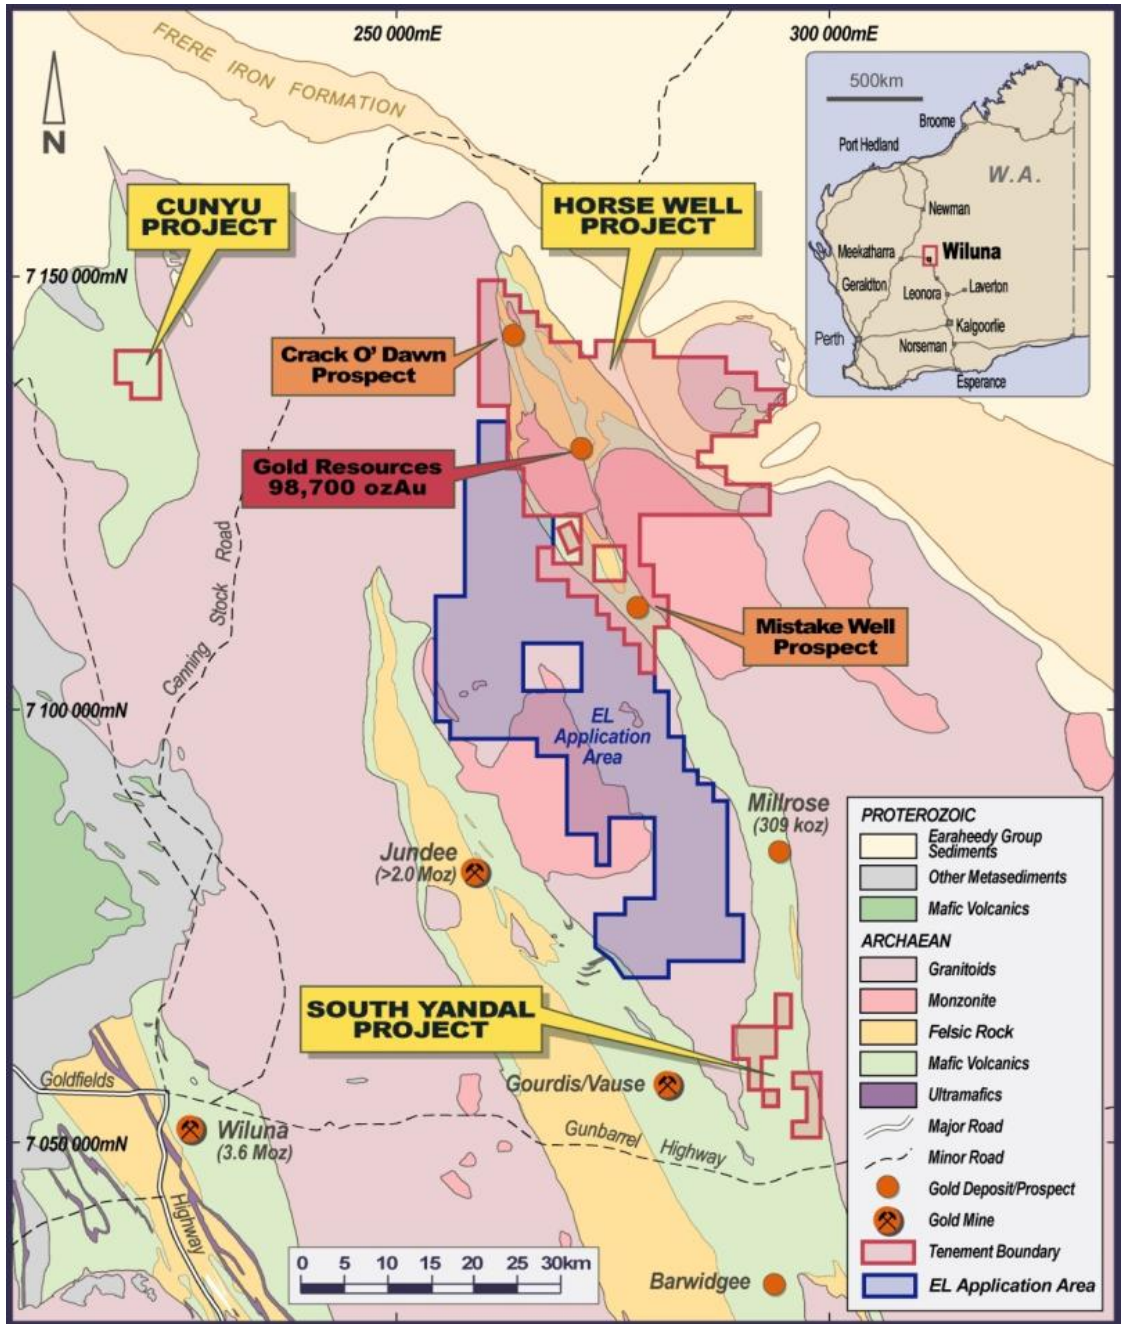 250 000mE
300 000mE
FRERE IRON FORMATION
N
500km
Broome
Port Hedland
W.A.
Newman
Meekatharra
Wiluna
Geraldton
Leonora
Laverton
Kalgoorlie
Perth
Norseman
Esperance
CUNYU
PROJECT
HORSE WELL
PROJECT
7 150 000mN
Crack O' Dawn
Prospect
Gold Resources
98,700 ozAu
Canning Stock Road
Mistake Well
Prospect
7 100 000mN
EL
Application
Area
Millrose
(309 koz)
Jundee
(>2.0 Moz)
SOUTH YANDAL
PROJECT
Goldfields
Highway
Gourdis/Vause
Wiluna
(3.6 Moz)
Gunbarrel Highway
7 050 000mN
Barwidgee
0 5 10 15 20 25 30km
PROTEROZOIC
Earaheedy Group
Sediments
Other Metasediments
Mafic Volcanics
ARCHAEAN
Granitoids
Monzonite
Felsic Rock
Mafic Volcanics
Ultramafics
Major Road
Minor Road
Gold Deposit/Prospect
Gold Mine
Tenement Boundary
EL Application Area